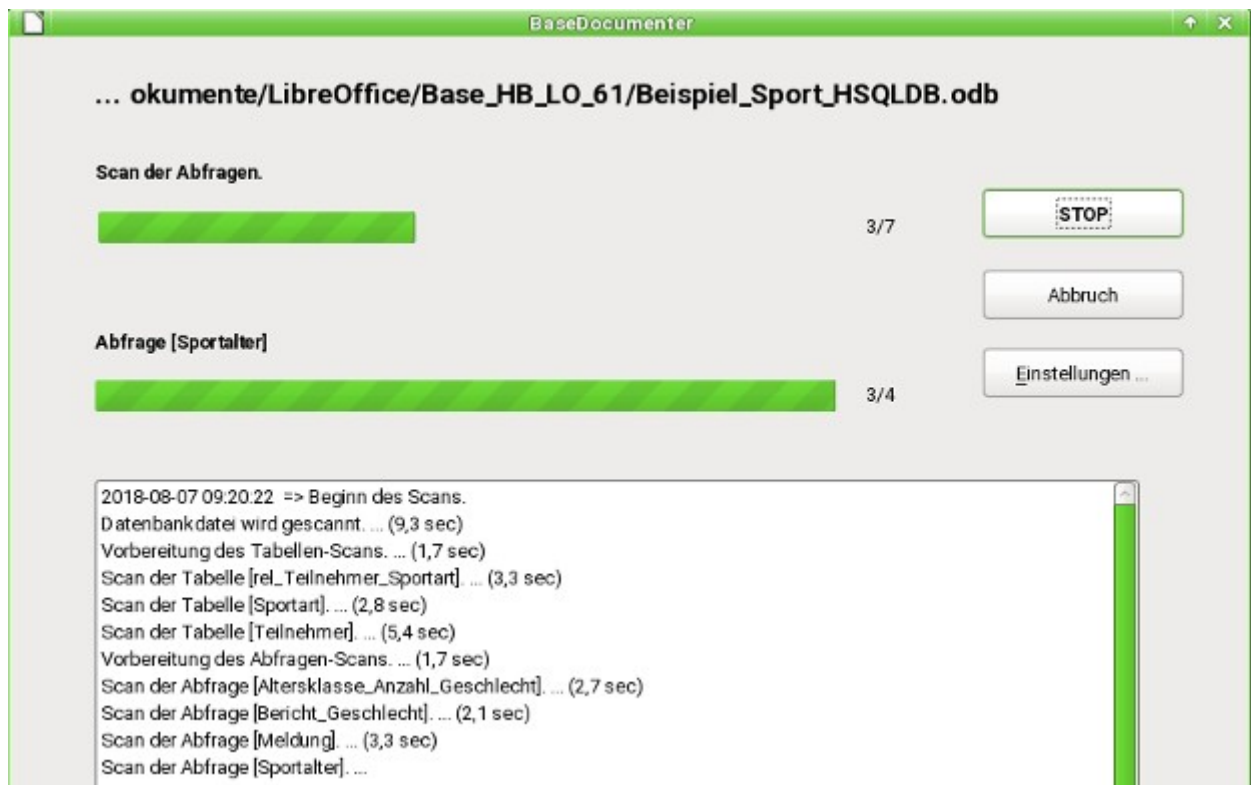 BaseDocumenter
... okumente/LibreOffice/Base_HB_LO_61/Beispiel_Sport_HSQLDB.odb
Scan der Abfragen.
3/7
STOP
Abbruch
Abfrage [Sportalter]
3/4
Einstellungen ...
2018-08-07 09:20:22 => Beginn des Scans.
Datenbankdatei wird gescannt. ... (9,3 sec)
Vorbereitung des Tabellen-Scans. ... (1,7 sec)
Scan der Tabelle [rel_Teilnehmer_Sportart]. ... (3,3 sec)
Scan der Tabelle [Sportart]. ... (2,8 sec)
Scan der Tabelle [Teilnehmer]. ... (5,4 sec)
Vorbereitung des Abfragen-Scans. ... (1,7 sec)
Scan der Abfrage [Altersklasse_Anzahl_Geschlecht]. ... (2,7 sec)
Scan der Abfrage [Bericht_Geschlecht]. ... (2,1 sec)
Scan der Abfrage [Meldung]. ... (3,3 sec)
Scan der Abfrage [Sportalter]. ...